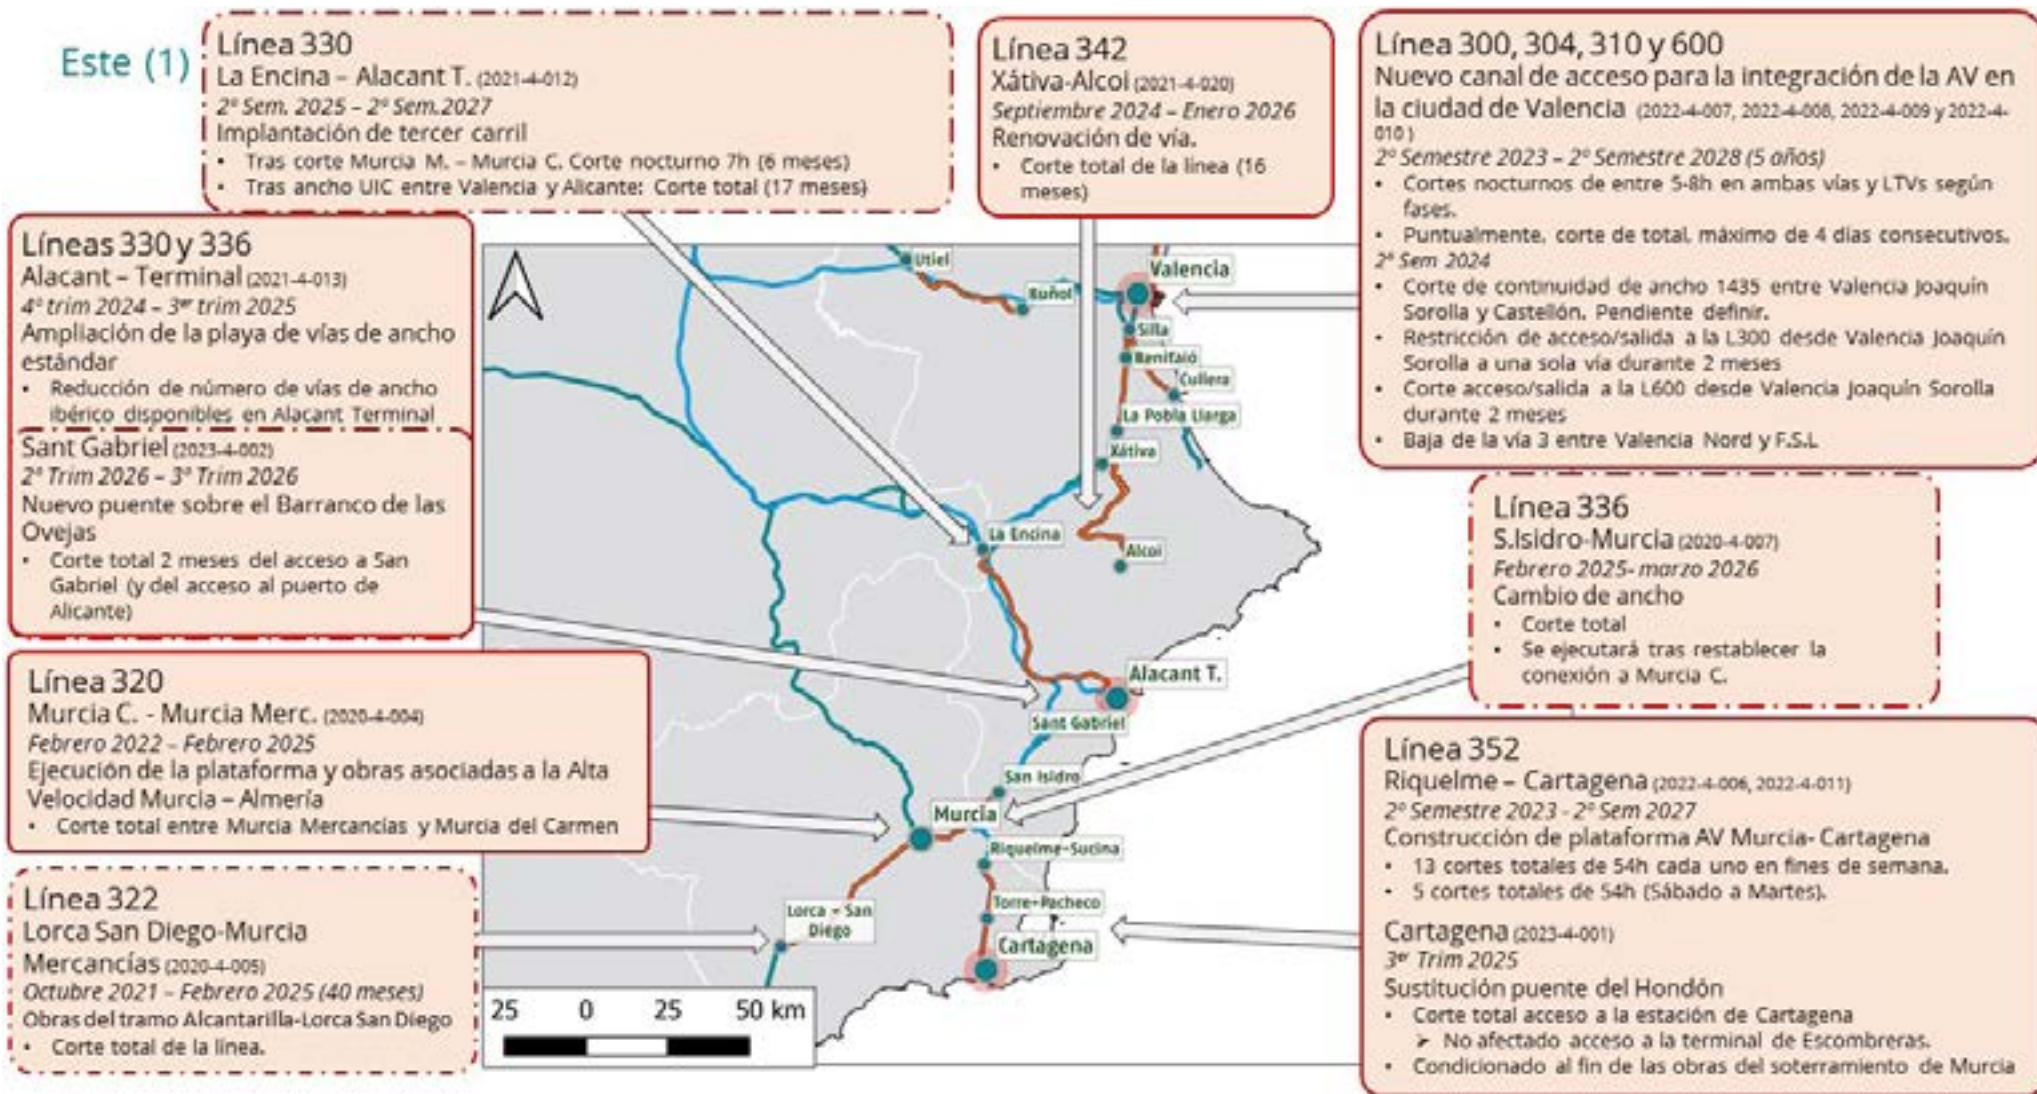 Este (1)
Línea 330
La Encina – Alacant T. (2021-4-012)
2º Sem. 2025 – 2º Sem.2027
Implantación de tercer carril
• Tras corte Murcia M. – Murcia C. Corte nocturno 7h (6 meses)
• Tras ancho UIC entre Valencia y Alicante: Corte total (17 meses)
Línea 342
Xátiva-Alcoi (2021-4-020)
Septiembre 2024 – Enero 2026
Renovación de vía.
• Corte total de la línea (16
meses)
Línea 300, 304, 310 y 600
Nuevo canal de acceso para la integración de la AV en
la ciudad de Valencia (2022-4-007, 2022-4-008, 2022-4-009 y 2022-4-
010 )
2º Semestre 2023 – 2º Semestre 2028 (5 años)
• Cortes nocturnos de entre 5-8h en ambas vías y LTVs según
fases.
• Puntualmente, corte de total, máximo de 4 días consecutivos.
2º Sem 2024
• Corte de continuidad de ancho 1435 entre Valencia Joaquín
Sorolla y Castellón. Pendiente definir.
• Restricción de acceso/salida a la L300 desde Valencia Joaquín
Sorolla a una sola vía durante 2 meses
• Corte acceso/salida a la L600 desde Valencia Joaquín Sorolla
durante 2 meses
• Baja de la vía 3 entre Valencia Nord y F.S.L
Líneas 330 y 336
Alacant – Terminal (2021-4-013)
4º trim 2024 – 3er trim 2025
Ampliación de la playa de vías de ancho
estándar
• Reducción de número de vías de ancho
ibérico disponibles en Alacant Terminal
Sant Gabriel (2023-4-002)
2º Trim 2026 – 3º Trim 2026
Nuevo puente sobre el Barranco de las
Ovejas
• Corte total 2 meses del acceso a San
Gabriel (y del acceso al puerto de
Alicante)
Línea 336
S.Isidro-Murcia (2020-4-007)
Febrero 2025- marzo 2026
Cambio de ancho
• Corte total
• Se ejecutará tras restablecer la
conexión a Murcia C.
Línea 320
Murcia C. - Murcia Merc. (2020-4-004)
Febrero 2022 – Febrero 2025
Ejecución de la plataforma y obras asociadas a la Alta
Velocidad Murcia – Almería
• Corte total entre Murcia Mercancías y Murcia del Carmen
Línea 322
Lorca San Diego-Murcia
Mercancías (2020-4-005)
Octubre 2021 – Febrero 2025 (40 meses)
Obras del tramo Alcantarilla-Lorca San Diego
• Corte total de la línea.
Línea 352
Riquelme – Cartagena (2022-4-006, 2022-4-011)
2º Semestre 2023 - 2º Sem 2027
Construcción de plataforma AV Murcia- Cartagena
• 13 cortes totales de 54h cada uno en fines de semana.
• 5 cortes totales de 54h (Sábado a Martes).
Cartagena (2023-4-001)
3er Trim 2025
Sustitución puente del Hondón
• Corte total acceso a la estación de Cartagena
➢ No afectado acceso a la terminal de Escombreras.
• Condicionado al fin de las obras del soterramiento de Murcia
Utiel
Buñol
Valencia
Silla
Benifaió
Cullera
La Pobla Llarga
Xátiva
La Encina
Alcoi
Alacant T.
Sant Gabriel
San Isidro
Murcia
Riquelme-Sucina
Torre-Pacheco
Lorca - San
Diego
Cartagena
25 0 25 50 km